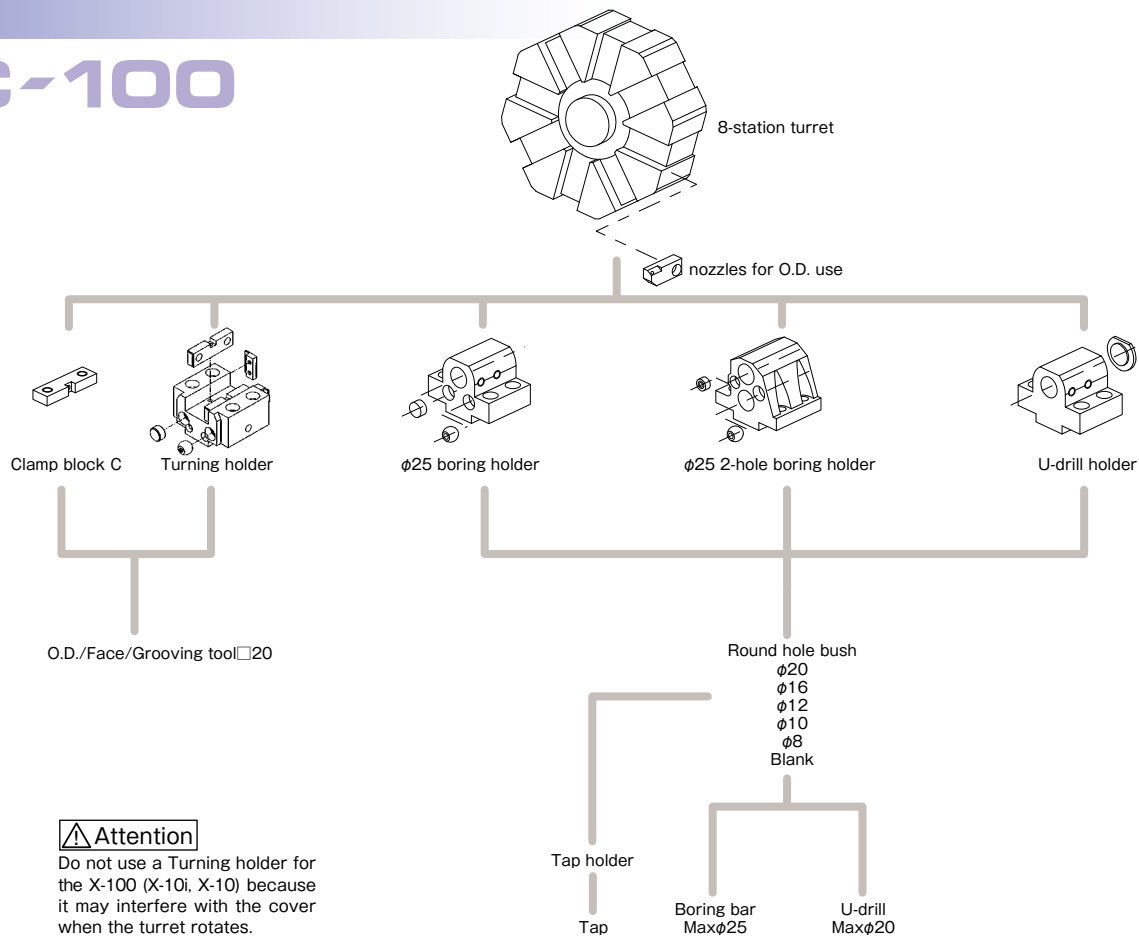 -100
8-station turret
nozzles for O.D. use
Clamp block C
Turning holder
φ25 boring holder
φ25 2-hole boring holder
U-drill holder
O.D./Face/Grooving tool□20
Round hole bush
φ20
φ16
φ12
φ10
φ8
Blank
⚠Attention
Do not use a Turning holder for
the X-100 (X-10i, X-10) because
it may interfere with the cover
when the turret rotates.
Tap holder
Tap
Boring bar
Maxφ25
U-drill
Maxφ20